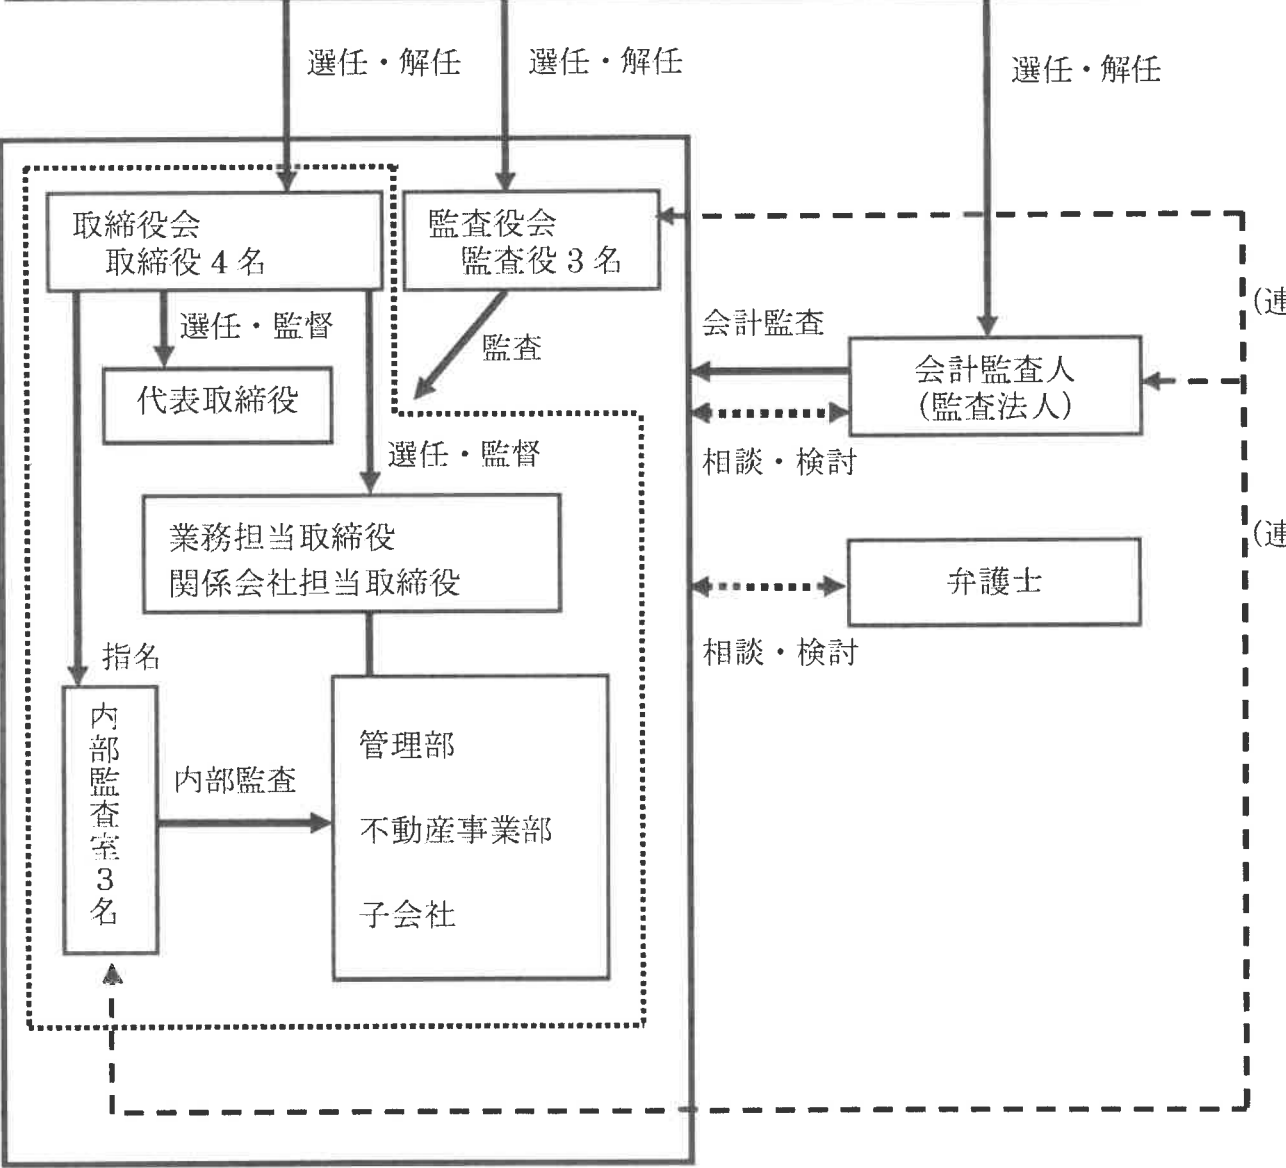 選任・解任
選任・解任
選任・解任
取締役会
取締役4名
監査役会
監査役3名
選任・監督
監査
会計監査
会計監査人
(監査法人)
代表取締役
選任・監督
相談・検討
業務担当取締役
関係会社担当取締役
弁護士
相談・検討
指名
内部監査室3名
内部監査
管理部
不動産事業部
子会社
(連
(連